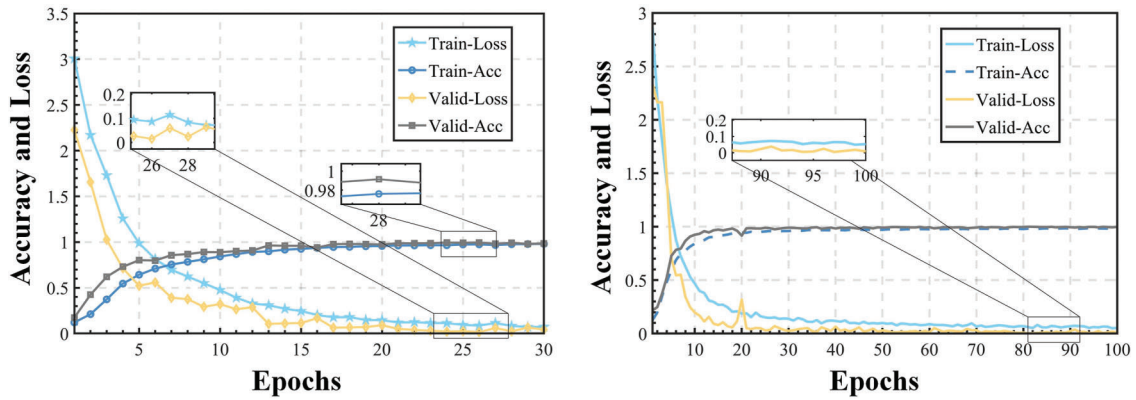 3.5
3
2.5
2
1.5
1
0.5
0
Accuracy and Loss
Train-Loss
Train-Acc
Valid-Loss
Valid-Acc
0.2
0.1
0
26 28
1
0.98
28
5 10 15 20 25 30
Epochs
3
2.5
2
1.5
1
0.5
0
Accuracy and Loss
Train-Loss
Train-Acc
Valid-Loss
Valid-Acc
0.2
0.1
0
90 95 100
0 10 20 30 40 50 60 70 80 90 100
Epochs